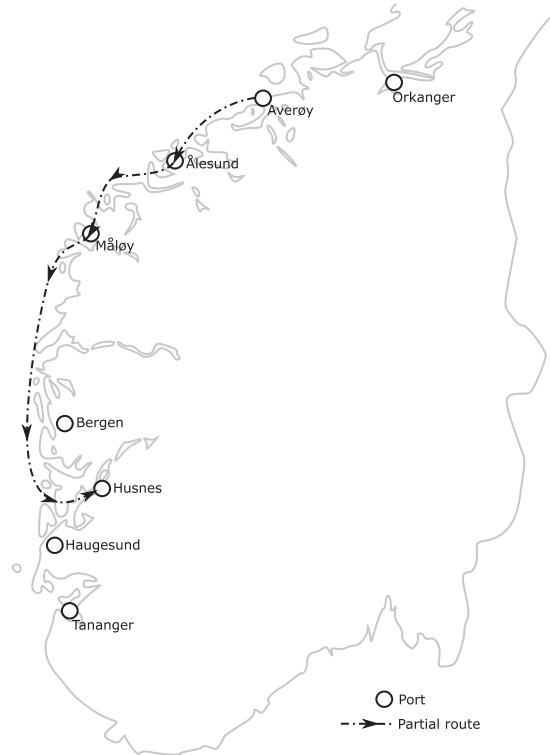 Orkanger
Averøy
Ålesund
Måløy
Bergen
Husnes
Haugesund
Tananger
Port
Partial route